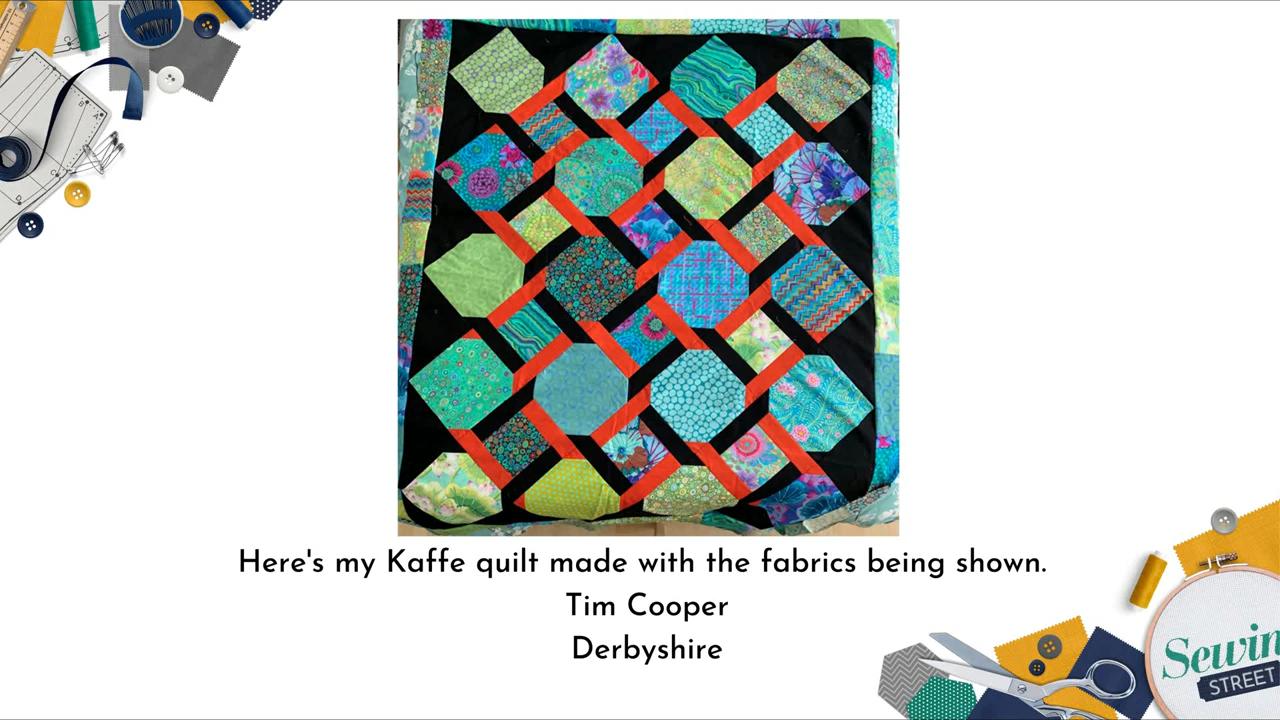 Here's my Kaffe quilt made with the fabrics being shown.
Tim Cooper
Derbyshire
Sewin
STREET